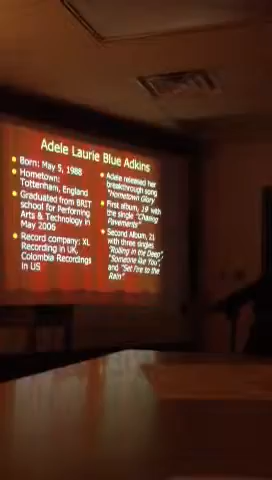 Adele Laurie Blue Adkins
Born: May 5, 1988
Hometown:
Tottenham, England
Graduated from BRIT
school for Performing
Arts & Technology in
May 2006
Record company: XL
Recording in UK,
Colombia Recordings
in US
Adele released her
breakthrough song
"Hometown Glory"
First album, 19 with
the single "Chasing
Pavements"
Second Album, 21
with three singles
"Rolling in the Deep",
"Someone like You",
and "Set Fire to the
Rain"